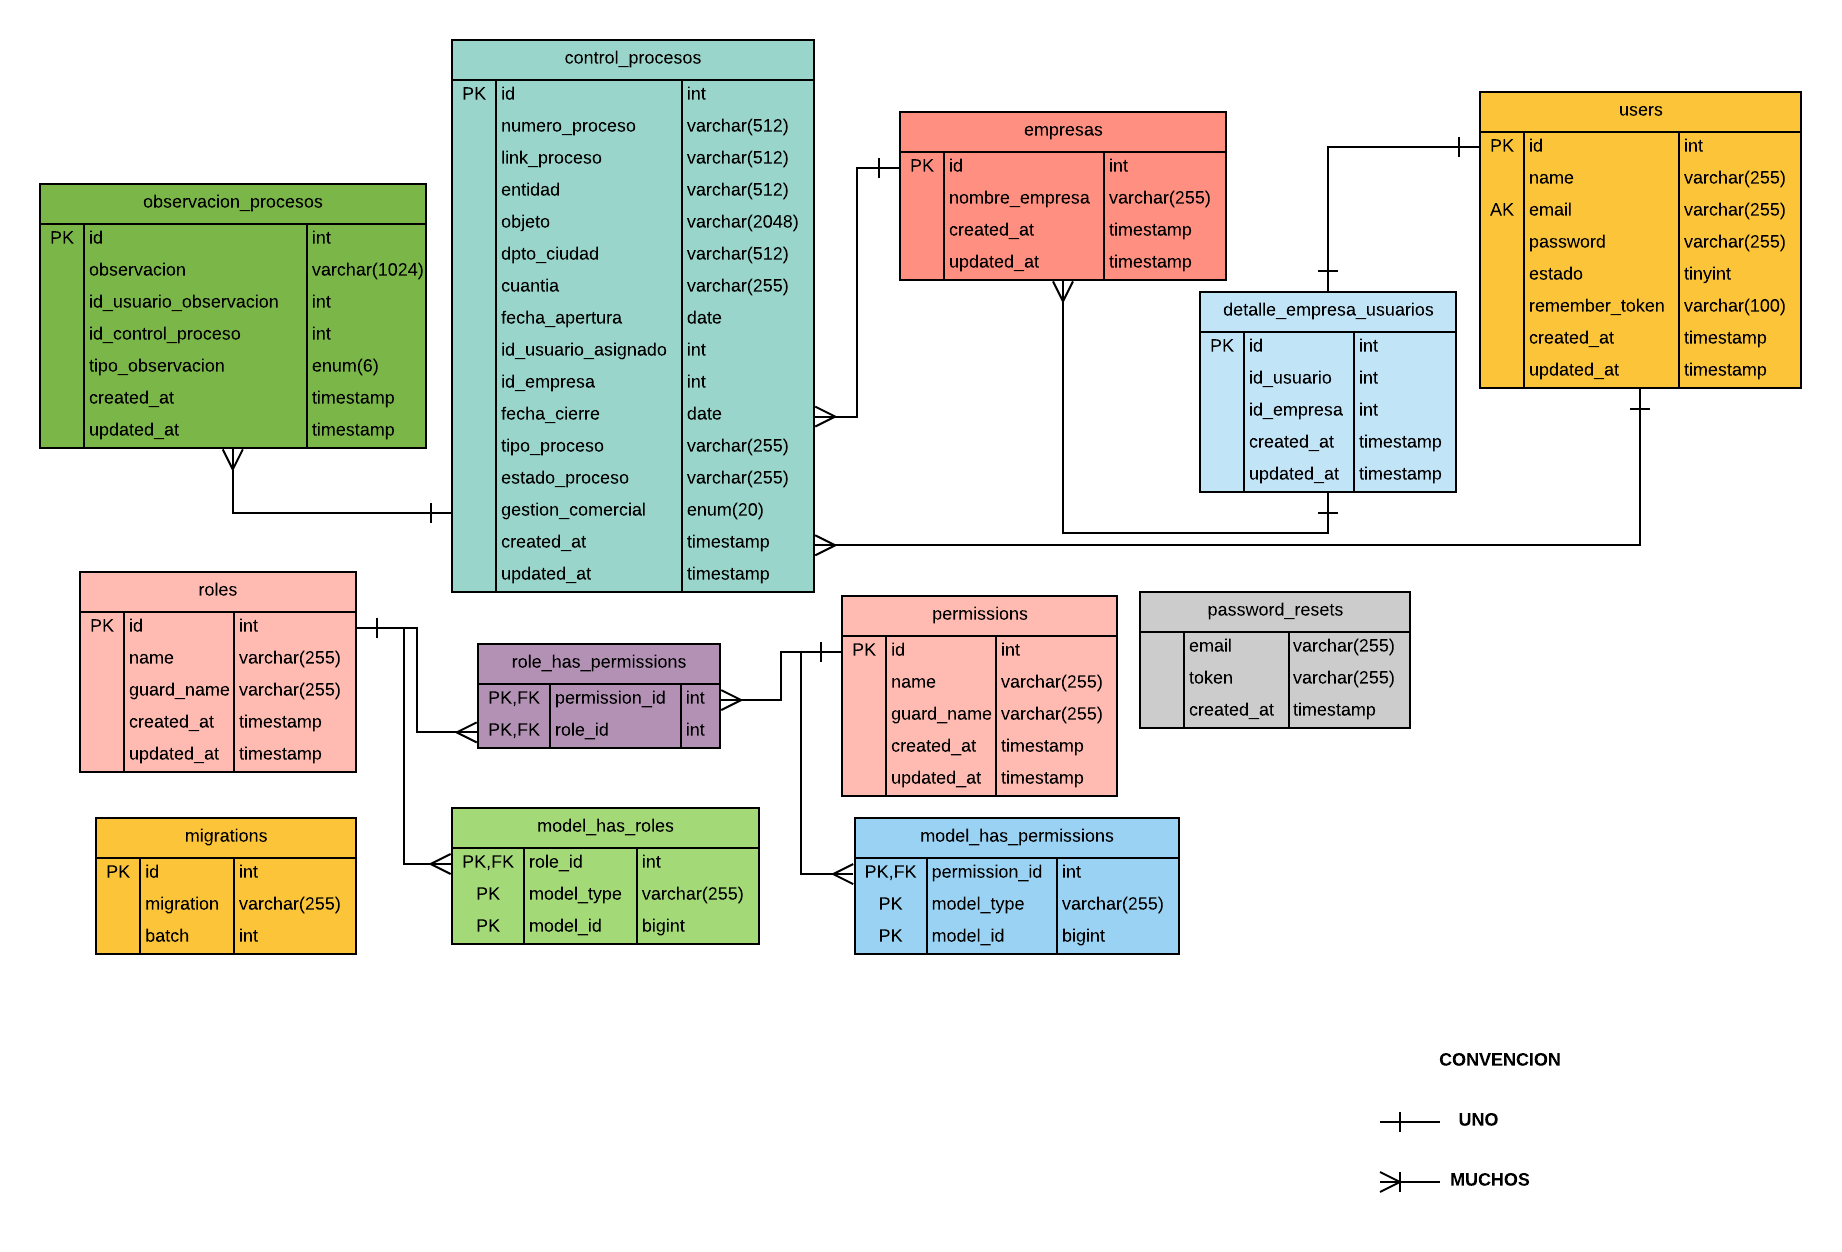 control_procesos
PK id int
numero_proceso varchar(512)
link_proceso varchar(512)
entidad varchar(512)
objeto varchar(2048)
dpto_ciudad varchar(512)
cuantia varchar(255)
fecha_apertura date
id_usuario_asignado int
id_empresa int
fecha_cierre date
tipo_proceso varchar(255)
estado_proceso varchar(255)
gestion_comercial enum(20)
created_at timestamp
updated_at timestamp
empresas
PK id int
nombre_empresa varchar(255)
created_at timestamp
updated_at timestamp
users
PK id int
name varchar(255)
AK email varchar(255)
password varchar(255)
estado tinyint
remember_token varchar(100)
created_at timestamp
updated_at timestamp
observacion_procesos
PK id int
observacion varchar(1024)
id_usuario_observacion int
id_control_proceso int
tipo_observacion enum(6)
created_at timestamp
updated_at timestamp
detalle_empresa_usuarios
PK id int
id_usuario int
id_empresa int
created_at timestamp
updated_at timestamp
roles
PK id int
name varchar(255)
guard_name varchar(255)
created_at timestamp
updated_at timestamp
role_has_permissions
PK,FK permission_id int
PK,FK role_id int
permissions
PK id int
name varchar(255)
guard_name varchar(255)
created_at timestamp
updated_at timestamp
password_resets
email varchar(255)
token varchar(255)
created_at timestamp
migrations
PK id int
migration varchar(255)
batch int
model_has_roles
PK,FK role_id int
PK model_type varchar(255)
PK model_id bigint
model_has_permissions
PK,FK permission_id int
PK model_type varchar(255)
PK model_id bigint
CONVENCION
UNO
MUCHOS